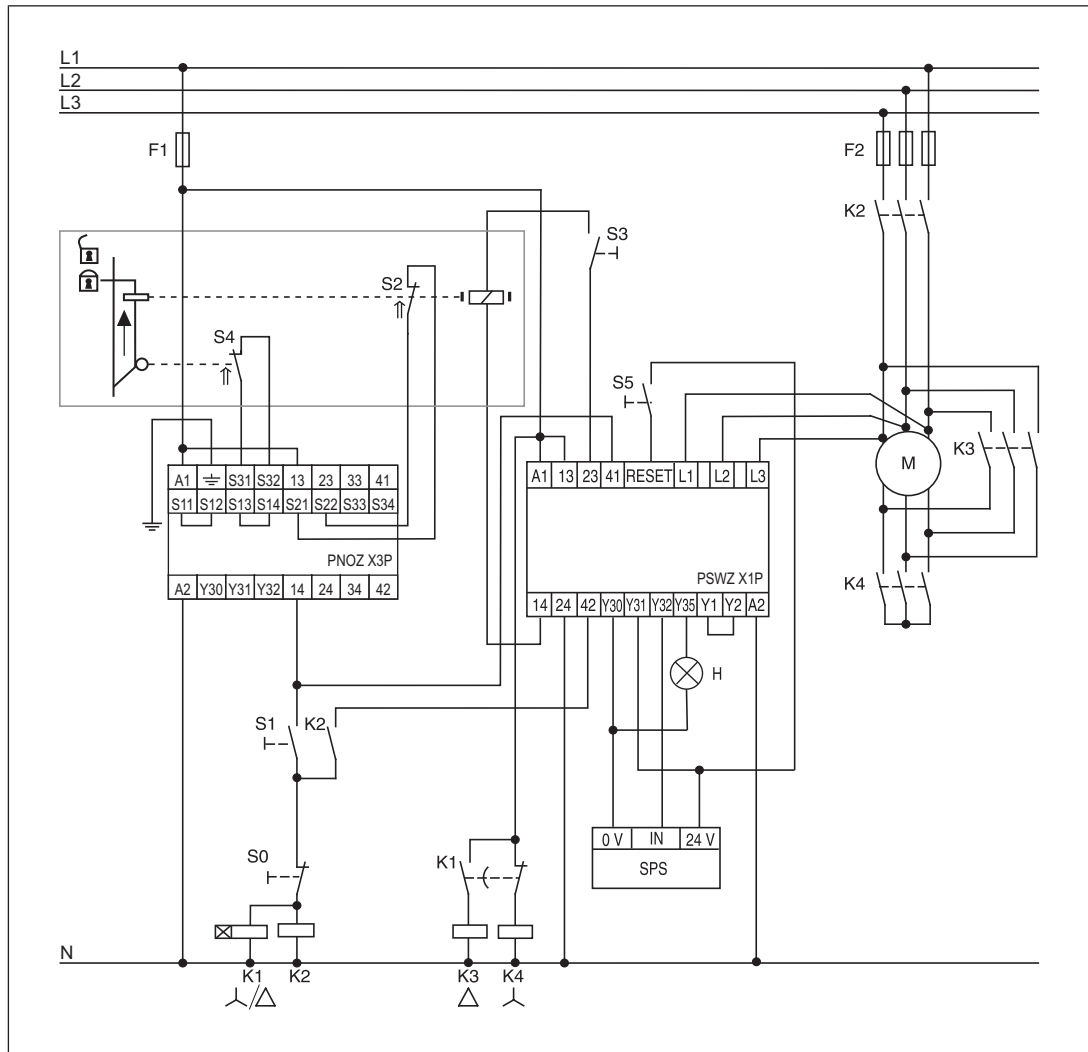 L1
L2
L3
F1
F2
K2
S3
S2
S4
S5
K3
M
A1 S31 S32 13 23 33 41
S11 S12 S13 S14 S21 S22 S33 S34
PNOZ X3P
A2 Y30 Y31 Y32 14 24 34 42
A1 13 23 41 RESET L1 L2 L3
PSWZ X1P
14 24 42 Y30 Y31 Y32 Y35 Y1 Y2 A2
K4
H
S1 K2
0 V IN 24 V
SPS
S0
K1
N
K1 K2 K3 K4